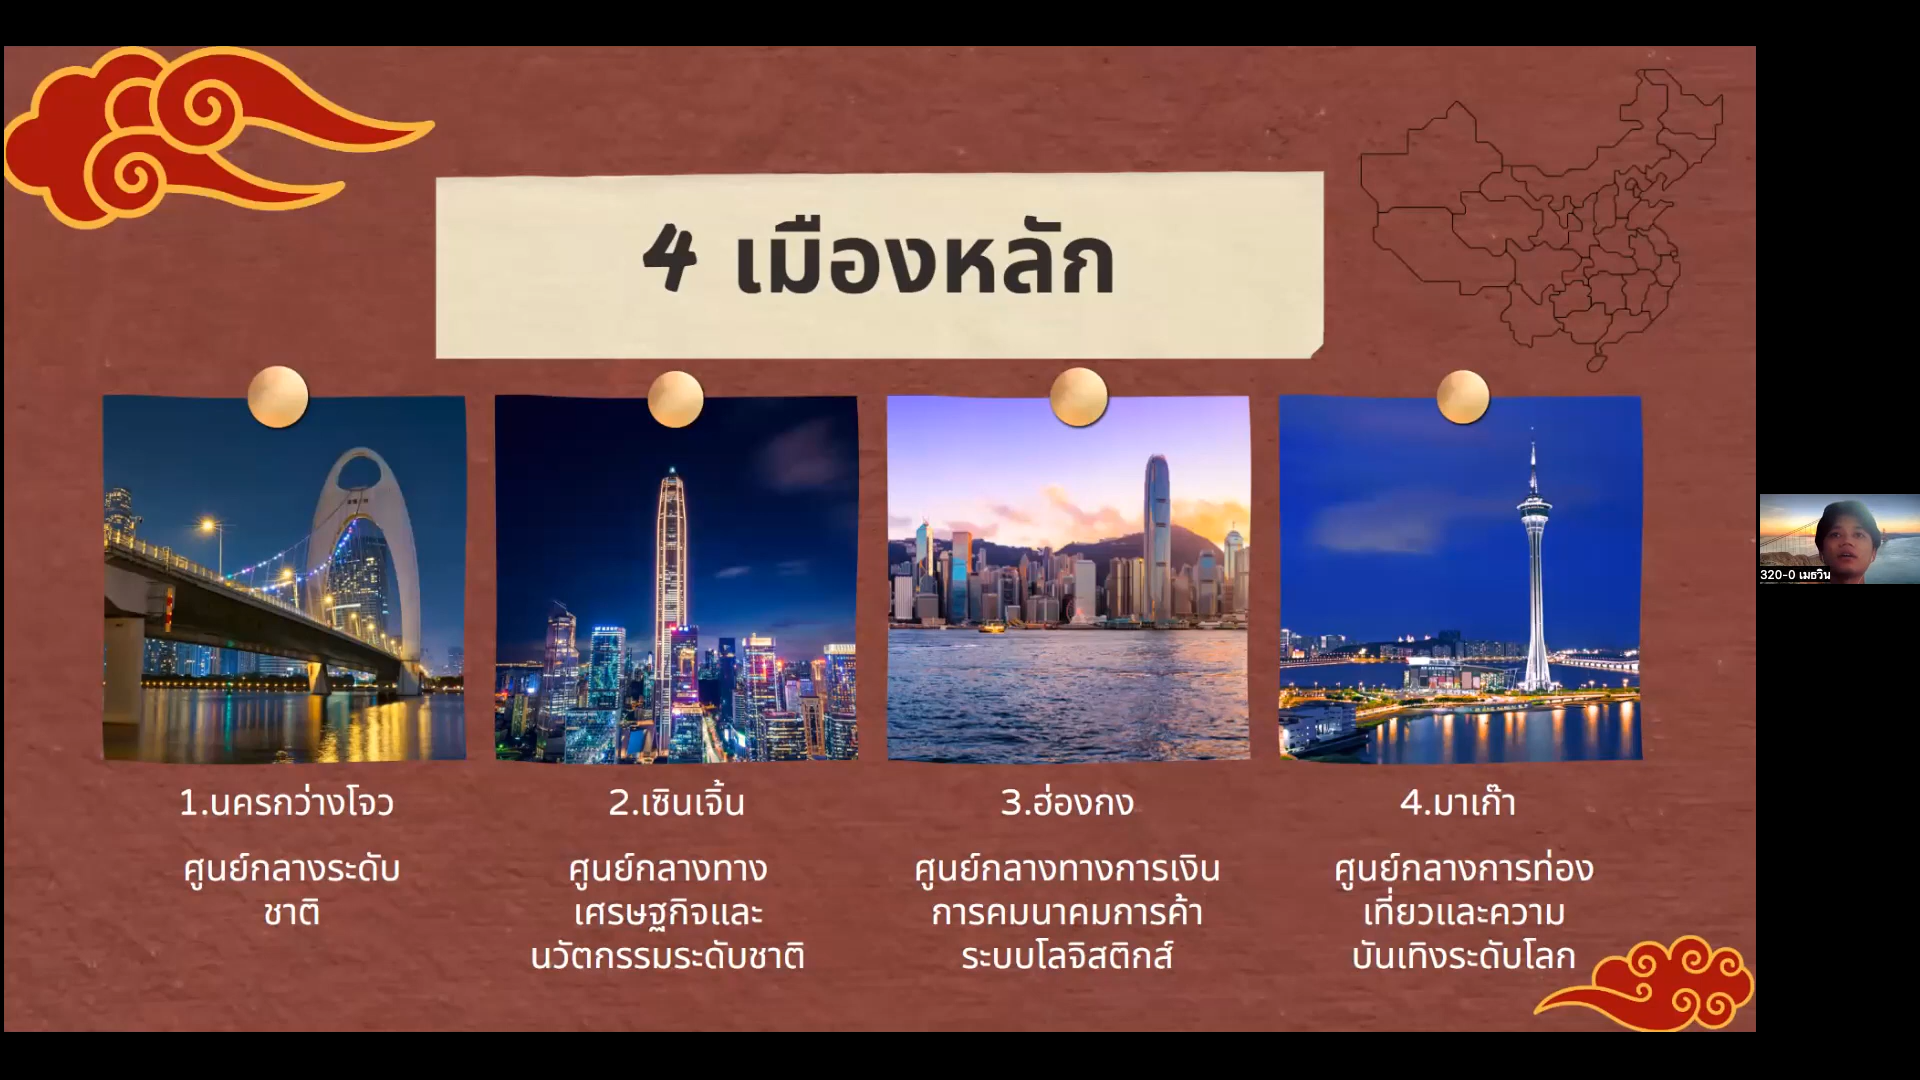 4 เมืองหลัก
1.นครกว่างโจว
ศูนย์กลางระดับ
ชาติ
2.เซินเจิ้น
ศูนย์กลางทาง
เศรษฐกิจและ
นวัตกรรมระดับชาติ
3.ฮ่องกง
ศูนย์กลางทางการเงิน
การคมนาคมการค้า
ระบบโลจิสติกส์
4.มาเก๊า
ศูนย์กลางการท่อง
เที่ยวและความ
บันเทิงระดับโลก
320-0 เมธวิน